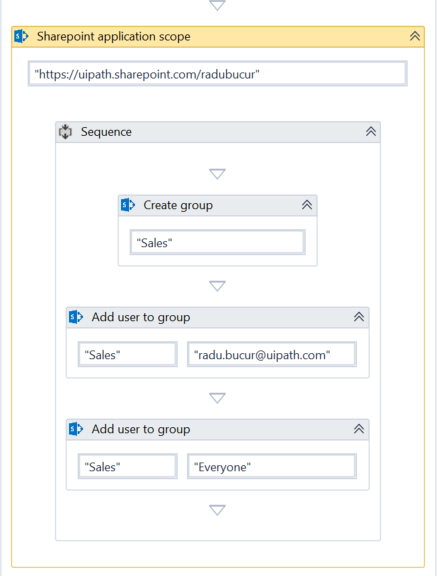 Sharepoint application scope
"https://uipath.sharepoint.com/radubucur"
Sequence
Create group
"Sales"
Add user to group
"Sales" "radu.bucur@uipath.com"
Add user to group
"Sales" "Everyone"